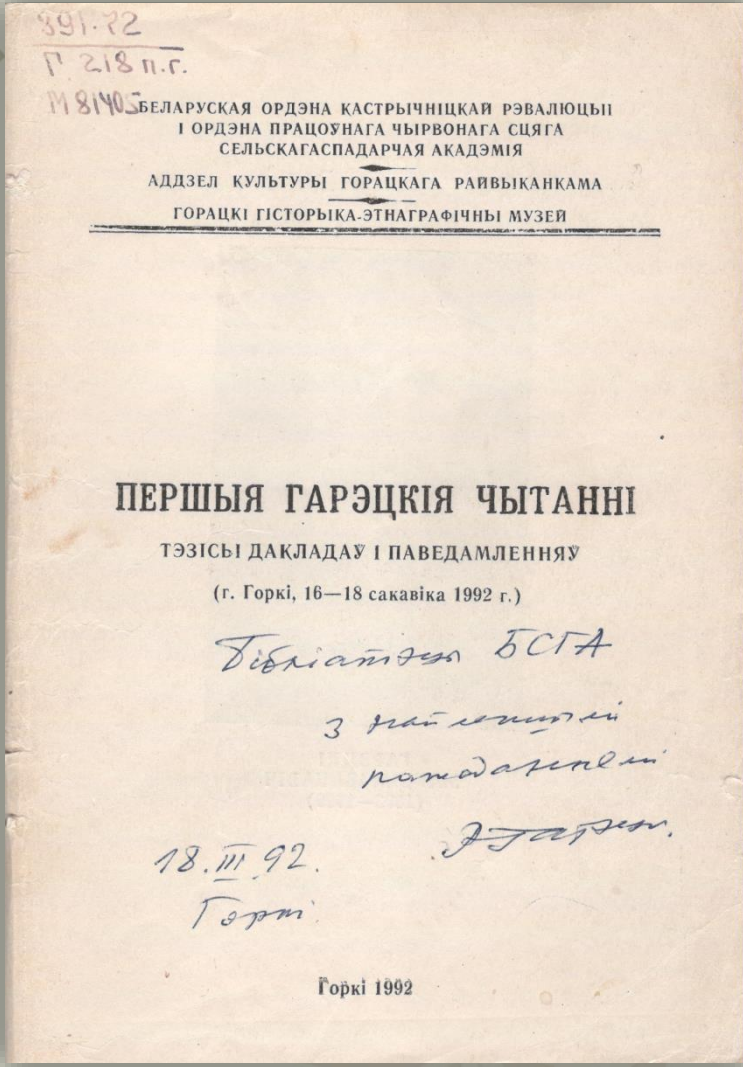 391.72
Г 218 п.г.
М 81405
БЕЛАРУСКАЯ ОРДЭНА КАСТРЫЧНІЦКАЙ РЭВАЛЮЦЫІ
І ОРДЭНА ПРАЦОЎНАГА ЧЫРВОНАГА СЦЯГА
СЕЛЬСКАГАСПАДАРЧАЯ АКАДЭМІЯ
АДДЗЕЛ КУЛЬТУРЫ ГОРАЦКАГА РАЙВЫКАНКАМА
ГОРАЦКІ ГІСТОРЫКА-ЭТНАГРАФІЧНЫ МУЗЕЙ
ПЕРШЫЯ ГАРЭЦКІЯ ЧЫТАННІ
ТЭЗІСЫ ДАКЛАДАЎ І ПАВЕДАМЛЕННЯЎ
(г. Горкі, 16—18 сакавіка 1992 г.)
Бібліятэцы БСГА
з найлепшымі
пажаданнямі
18.III.92.
Горкі
Горкі 1992